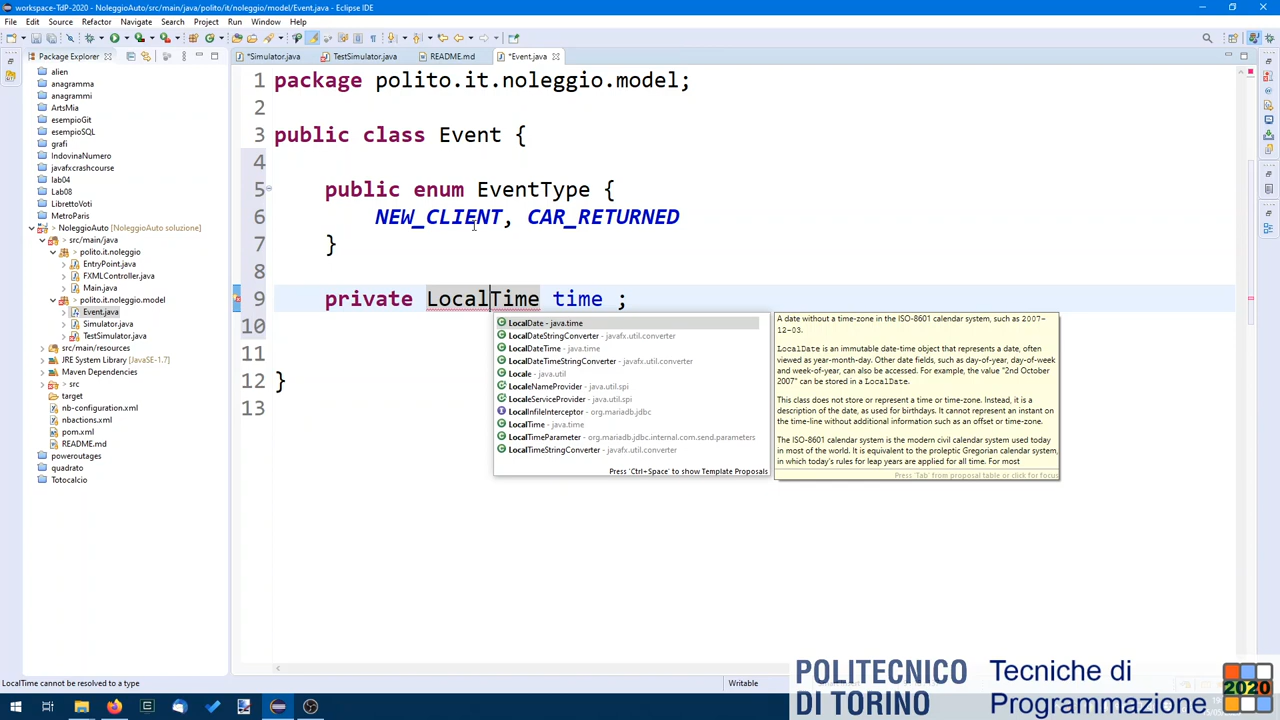 workspace-TdP-2020 - NoleggioAuto/src/main/java/polito/it/noleggio/model/Event.java - Eclipse IDE
File Edit Source Refactor Navigate Search Project Run Window Help
Package Explorer
*Simulator.java TestSimulator.java README.md *Event.java
alien
anagramma
anagrammi
ArtsMia
esempioGit
esempioSQL
grafi
IndovinaNumero
javafxcrashcourse
lab04
Lab08
LibrettoVoti
MetroParis
NoleggioAuto [NoleggioAuto soluzione]
src/main/java
polito.it.noleggio
EntryPoint.java
FXMLController.java
Main.java
polito.it.noleggio.model
Event.java
Simulator.java
TestSimulator.java
src/main/resources
JRE System Library [JavaSE-1.7]
Maven Dependencies
src
target
nb-configuration.xml
nbactions.xml
pom.xml
README.md
poweroutages
quadrato
Totocalcio
1 package polito.it.noleggio.model;
2
3 public class Event {
4
5 public enum EventType {
6 NEW_CLIENT, CAR_RETURNED
7 }
8
9 private LocalTime time ;
10
11
12 }
13
LocalDate - java.time
LocalDateStringConverter - javafx.util.converter
LocalDateTime - java.time
LocalDateTimeStringConverter - javafx.util.converter
Locale - java.util
LocaleNameProvider - java.util.spi
LocaleServiceProvider - java.util.spi
LocalInfileInterceptor - org.mariadb.jdbc
LocalTime - java.time
LocalTimeParameter - org.mariadb.jdbc.internal.com.send.parameters
LocalTimeStringConverter - javafx.util.converter
Press 'Ctrl+Space' to show Template Proposals
A date without a time-zone in the ISO-8601 calendar system, such as 2007-
12-03.
LocalDate is an immutable date-time object that represents a date, often
viewed as year-month-day. Other date fields, such as day-of-year, day-of-week
and week-of-year, can also be accessed. For example, the value "2nd October
2007" can be stored in a LocalDate.
This class does not store or represent a time or time-zone. Instead, it is a
description of the date, as used for birthdays. It cannot represent an instant on
the time-line without additional information such as an offset or time-zone.
The ISO-8601 calendar system is the modern civil calendar system used today
in most of the world. It is equivalent to the proleptic Gregorian calendar system,
in which today's rules for leap years are applied for all time. For most
Press 'Tab' from proposal table or click for focus
LocalTime cannot be resolved to a type
Writable
POLITECNICO
DI TORINO
Tecniche di
Programmazione
2020